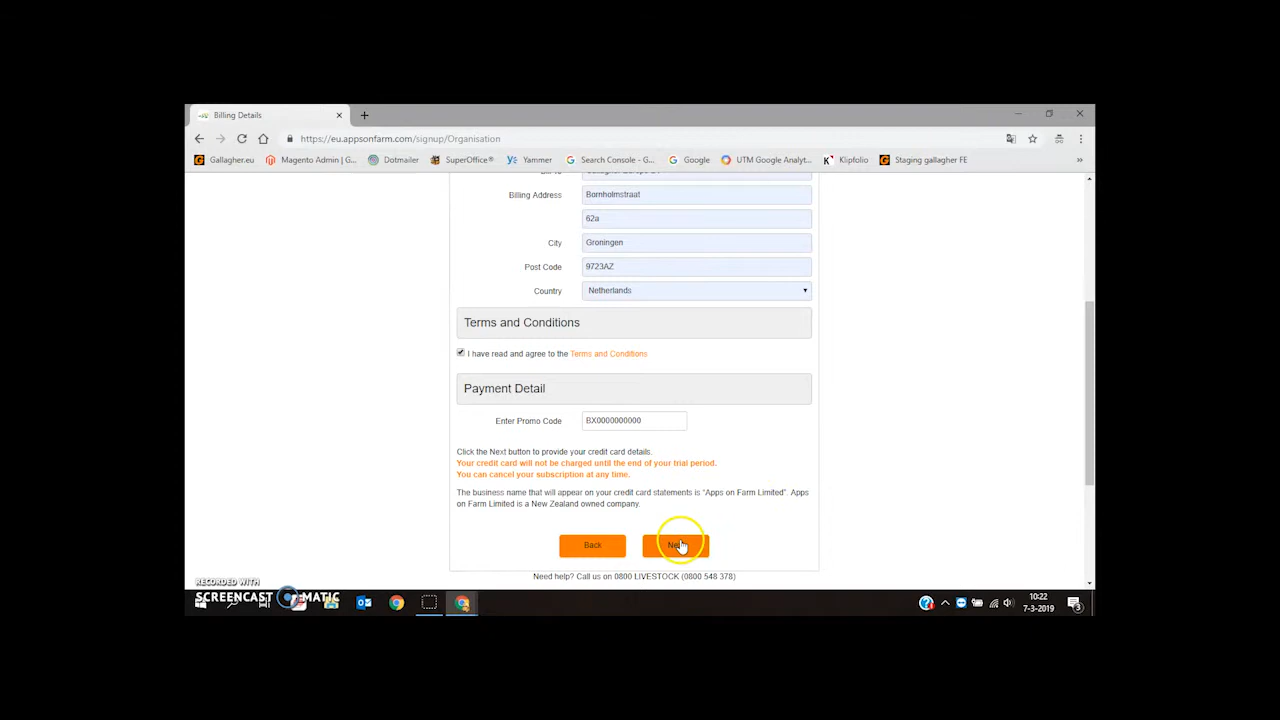 Billing Details
https://eu.appsonfarm.com/signup/Organisation
Gallagher.eu Magento Admin | G... Dotmailer SuperOffice® Yammer Search Console - G... Google UTM Google Analyt... Klipfolio Staging gallagher FE »
Billing Address Bornholmstraat
62a
City Groningen
Post Code 9723AZ
Country Netherlands
Terms and Conditions
I have read and agree to the Terms and Conditions
Payment Detail
Enter Promo Code BX0000000000
Click the Next button to provide your credit card details.
Your credit card will not be charged until the end of your trial period.
You can cancel your subscription at any time.
The business name that will appear on your credit card statements is "Apps on Farm Limited". Apps
on Farm Limited is a New Zealand owned company.
Back Next
Need help? Call us on 0800 LIVESTOCK (0800 548 378)
RECORDED WITH
SCREENCAST MATIC
10:22
7-3-2019
3